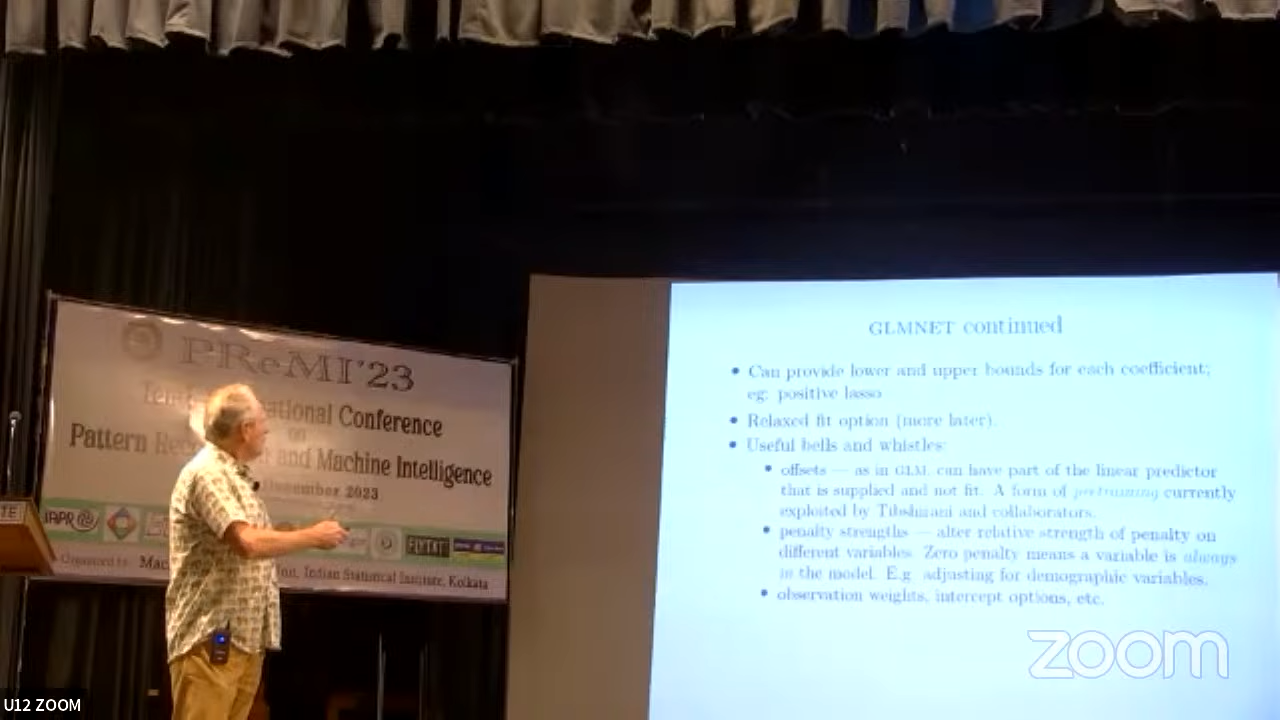 PReMI'23
Conference
Pattern and Machine Intelligence
December 2023
IAPR
Indian Statistical Institute, Kolkata
GLMNET continued
• Can provide lower and upper bounds for each coefficient;
eg: positive lasso
• Relaxed fit option (more later).
• Useful bells and whistles:
• offsets — as in GLM, can have part of the linear predictor
that is supplied and not fit. A form of pretraining currently
exploited by Tibshirani and collaborators.
• penalty strengths — alter relative strength of penalty on
different variables. Zero penalty means a variable is always
in the model. E.g. adjusting for demographic variables.
• observation weights, intercept options, etc.
zoom
U12 ZOOM